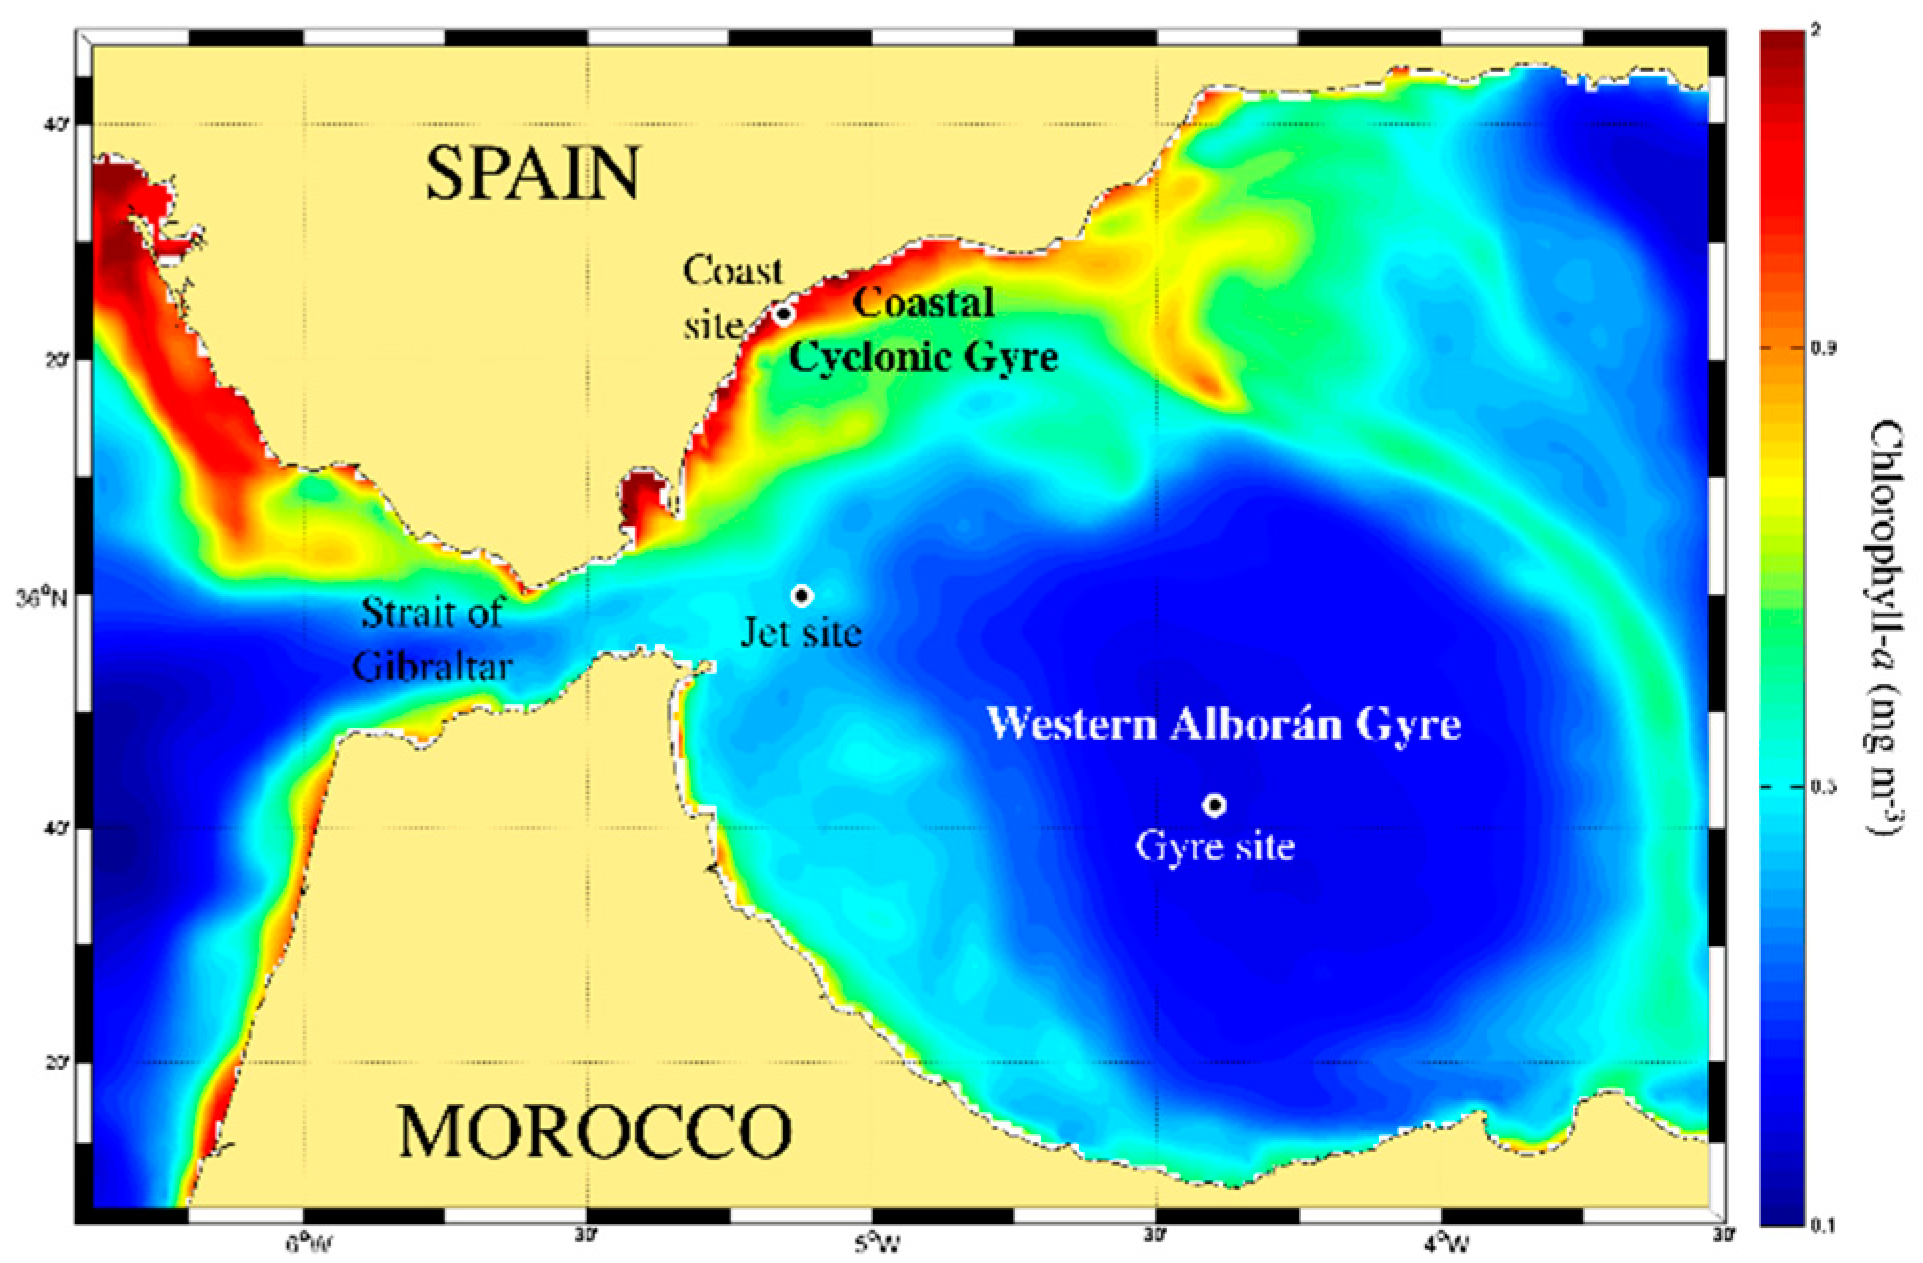 2
40'
SPAIN
Coast
site
Coastal
Cyclonic Gyre
0.9
20'
36°N
Strait of
Gibraltar
Jet site
Western Alborán Gyre
Gyre site
0.3
40'
20'
MOROCCO
Chlorophyll-a (mg m-3)
0.1
6°W
30'
5°W
30'
4°W
30'